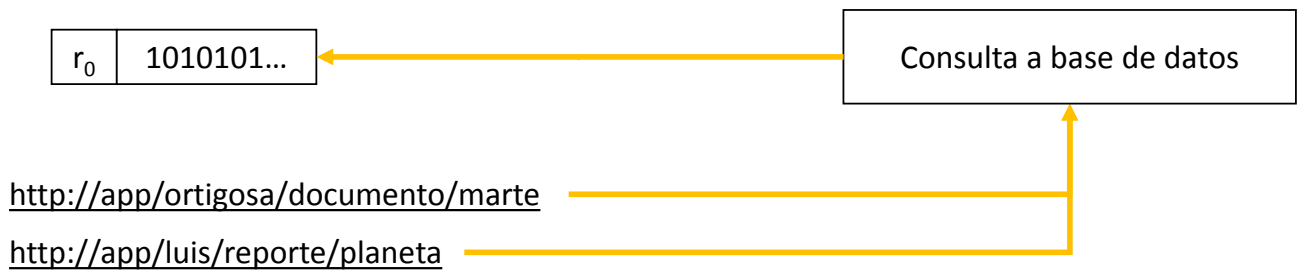 r₀ 1010101...
Consulta a base de datos
http://app/ortigosa/documento/marte
http://app/luis/reporte/planeta